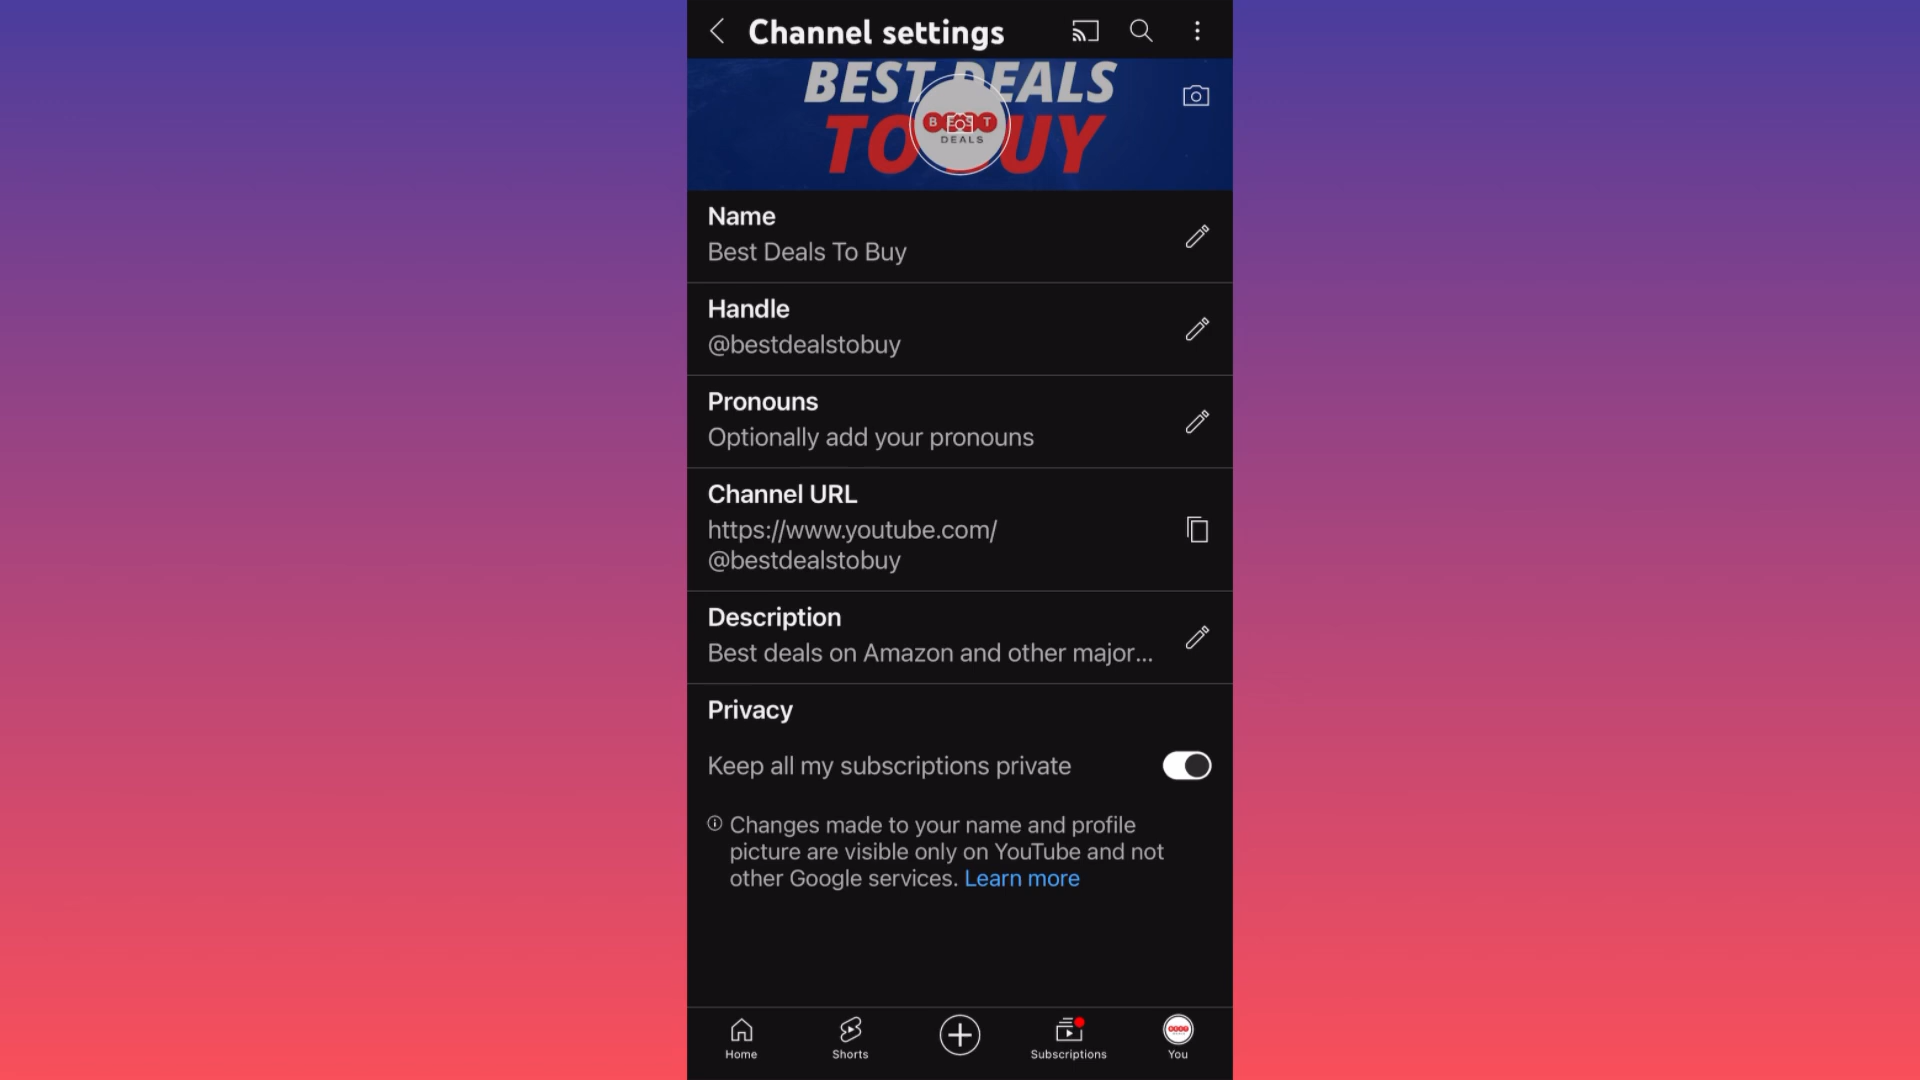 Channel settings
BEST DEALS
TO BUY
BEST
DEALS
Name
Best Deals To Buy
Handle
@bestdealstobuy
Pronouns
Optionally add your pronouns
Channel URL
https://www.youtube.com/
@bestdealstobuy
Description
Best deals on Amazon and other major...
Privacy
Keep all my subscriptions private
Changes made to your name and profile
picture are visible only on YouTube and not
other Google services. Learn more
Home
Shorts
Subscriptions
You